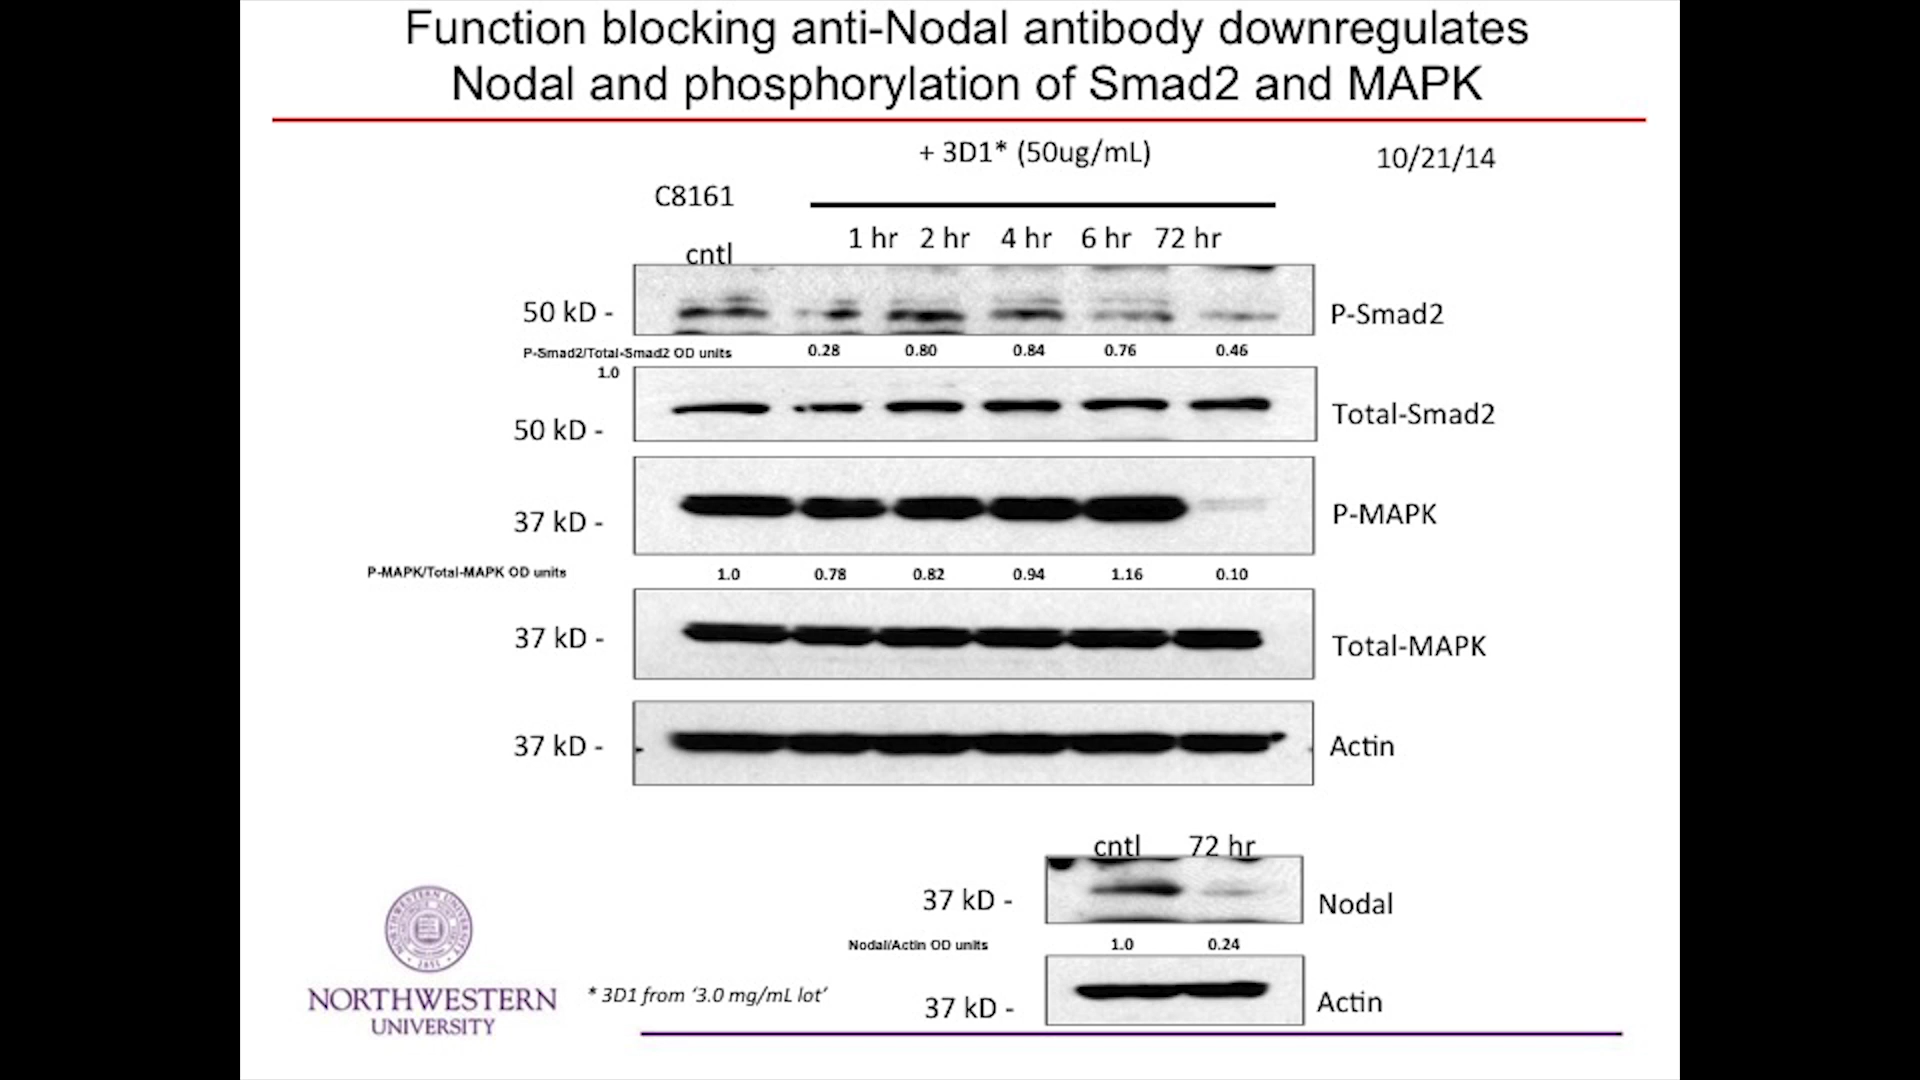 Function blocking anti-Nodal antibody downregulates
Nodal and phosphorylation of Smad2 and MAPK
+ 3D1* (50ug/mL)
10/21/14
C8161
cntl 1 hr 2 hr 4 hr 6 hr 72 hr
50 kD - P-Smad2
P-Smad2/Total-Smad2 OD units 0.28 0.80 0.84 0.76 0.46
1.0
50 kD - Total-Smad2
37 kD - P-MAPK
P-MAPK/Total-MAPK OD units 1.0 0.78 0.82 0.94 1.16 0.10
37 kD - Total-MAPK
37 kD - Actin
cntl 72 hr
37 kD - Nodal
Nodal/Actin OD units 1.0 0.24
37 kD - Actin
* 3D1 from ‘3.0 mg/mL lot’
NORTHWESTERN
UNIVERSITY